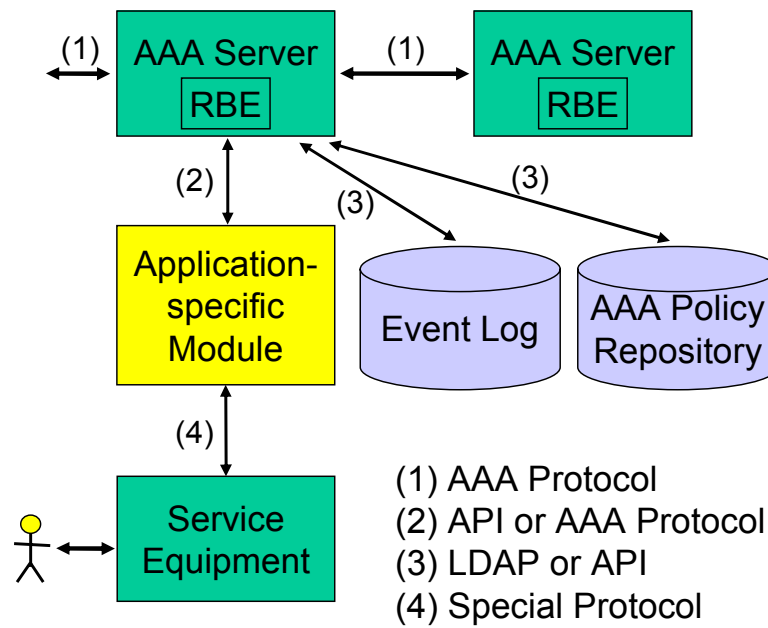 (1)
AAA Server
RBE
(1)
AAA Server
RBE
(2)
(3)
(3)
Application-
specific
Module
Event Log
AAA Policy
Repository
(4)
Service
Equipment
(1) AAA Protocol
(2) API or AAA Protocol
(3) LDAP or API
(4) Special Protocol